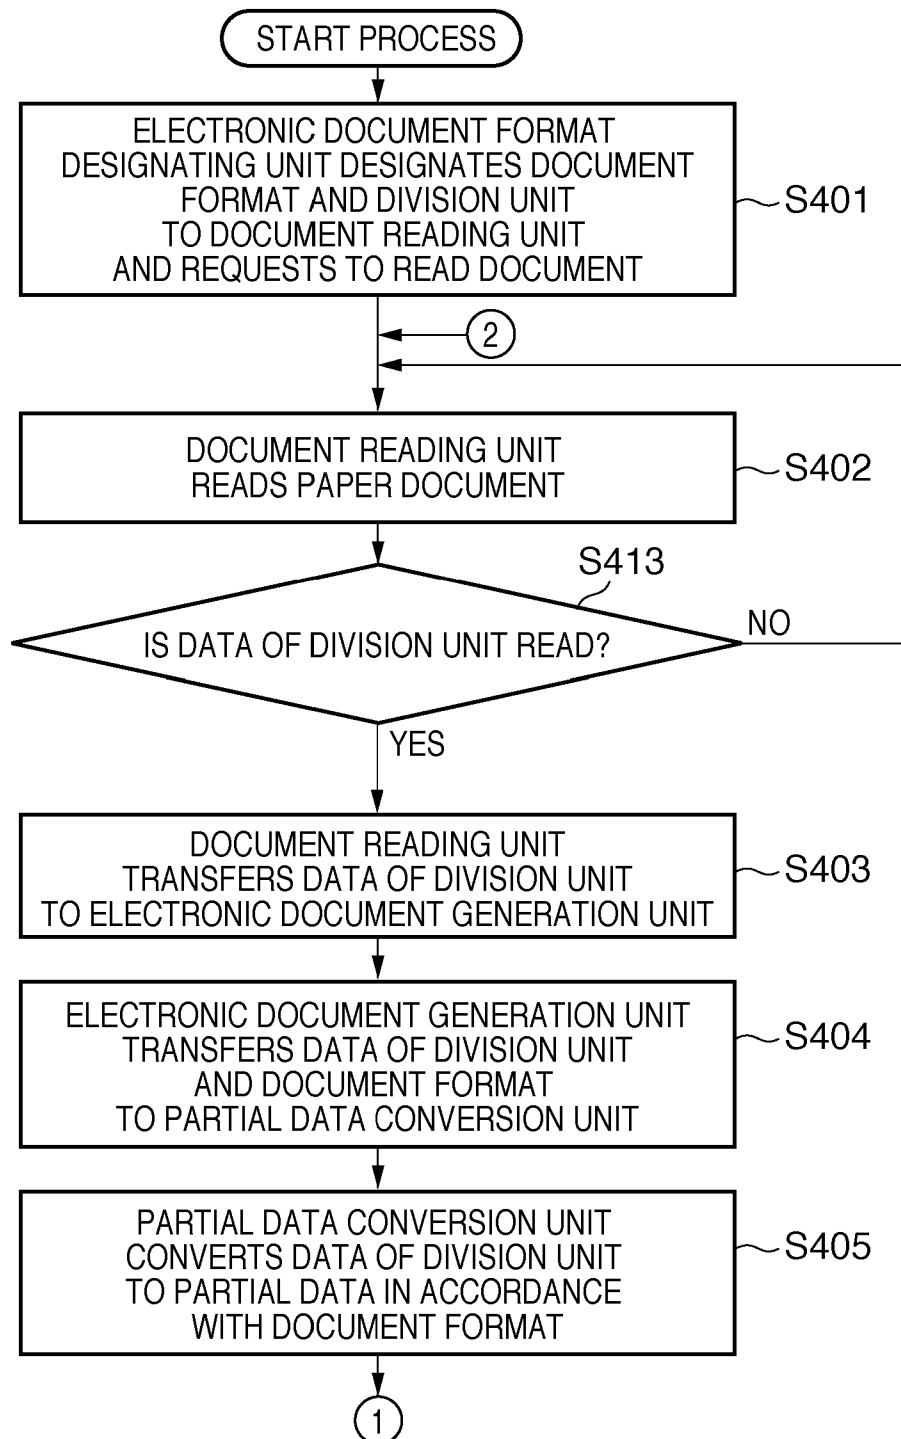 START PROCESS
ELECTRONIC DOCUMENT FORMAT
DESIGNATING UNIT DESIGNATES DOCUMENT
FORMAT AND DIVISION UNIT
TO DOCUMENT READING UNIT
AND REQUESTS TO READ DOCUMENT
S401
2
DOCUMENT READING UNIT
READS PAPER DOCUMENT
S402
S413
IS DATA OF DIVISION UNIT READ?
NO
YES
DOCUMENT READING UNIT
TRANSFERS DATA OF DIVISION UNIT
TO ELECTRONIC DOCUMENT GENERATION UNIT
S403
ELECTRONIC DOCUMENT GENERATION UNIT
TRANSFERS DATA OF DIVISION UNIT
AND DOCUMENT FORMAT
TO PARTIAL DATA CONVERSION UNIT
S404
PARTIAL DATA CONVERSION UNIT
CONVERTS DATA OF DIVISION UNIT
TO PARTIAL DATA IN ACCORDANCE
WITH DOCUMENT FORMAT
S405
1